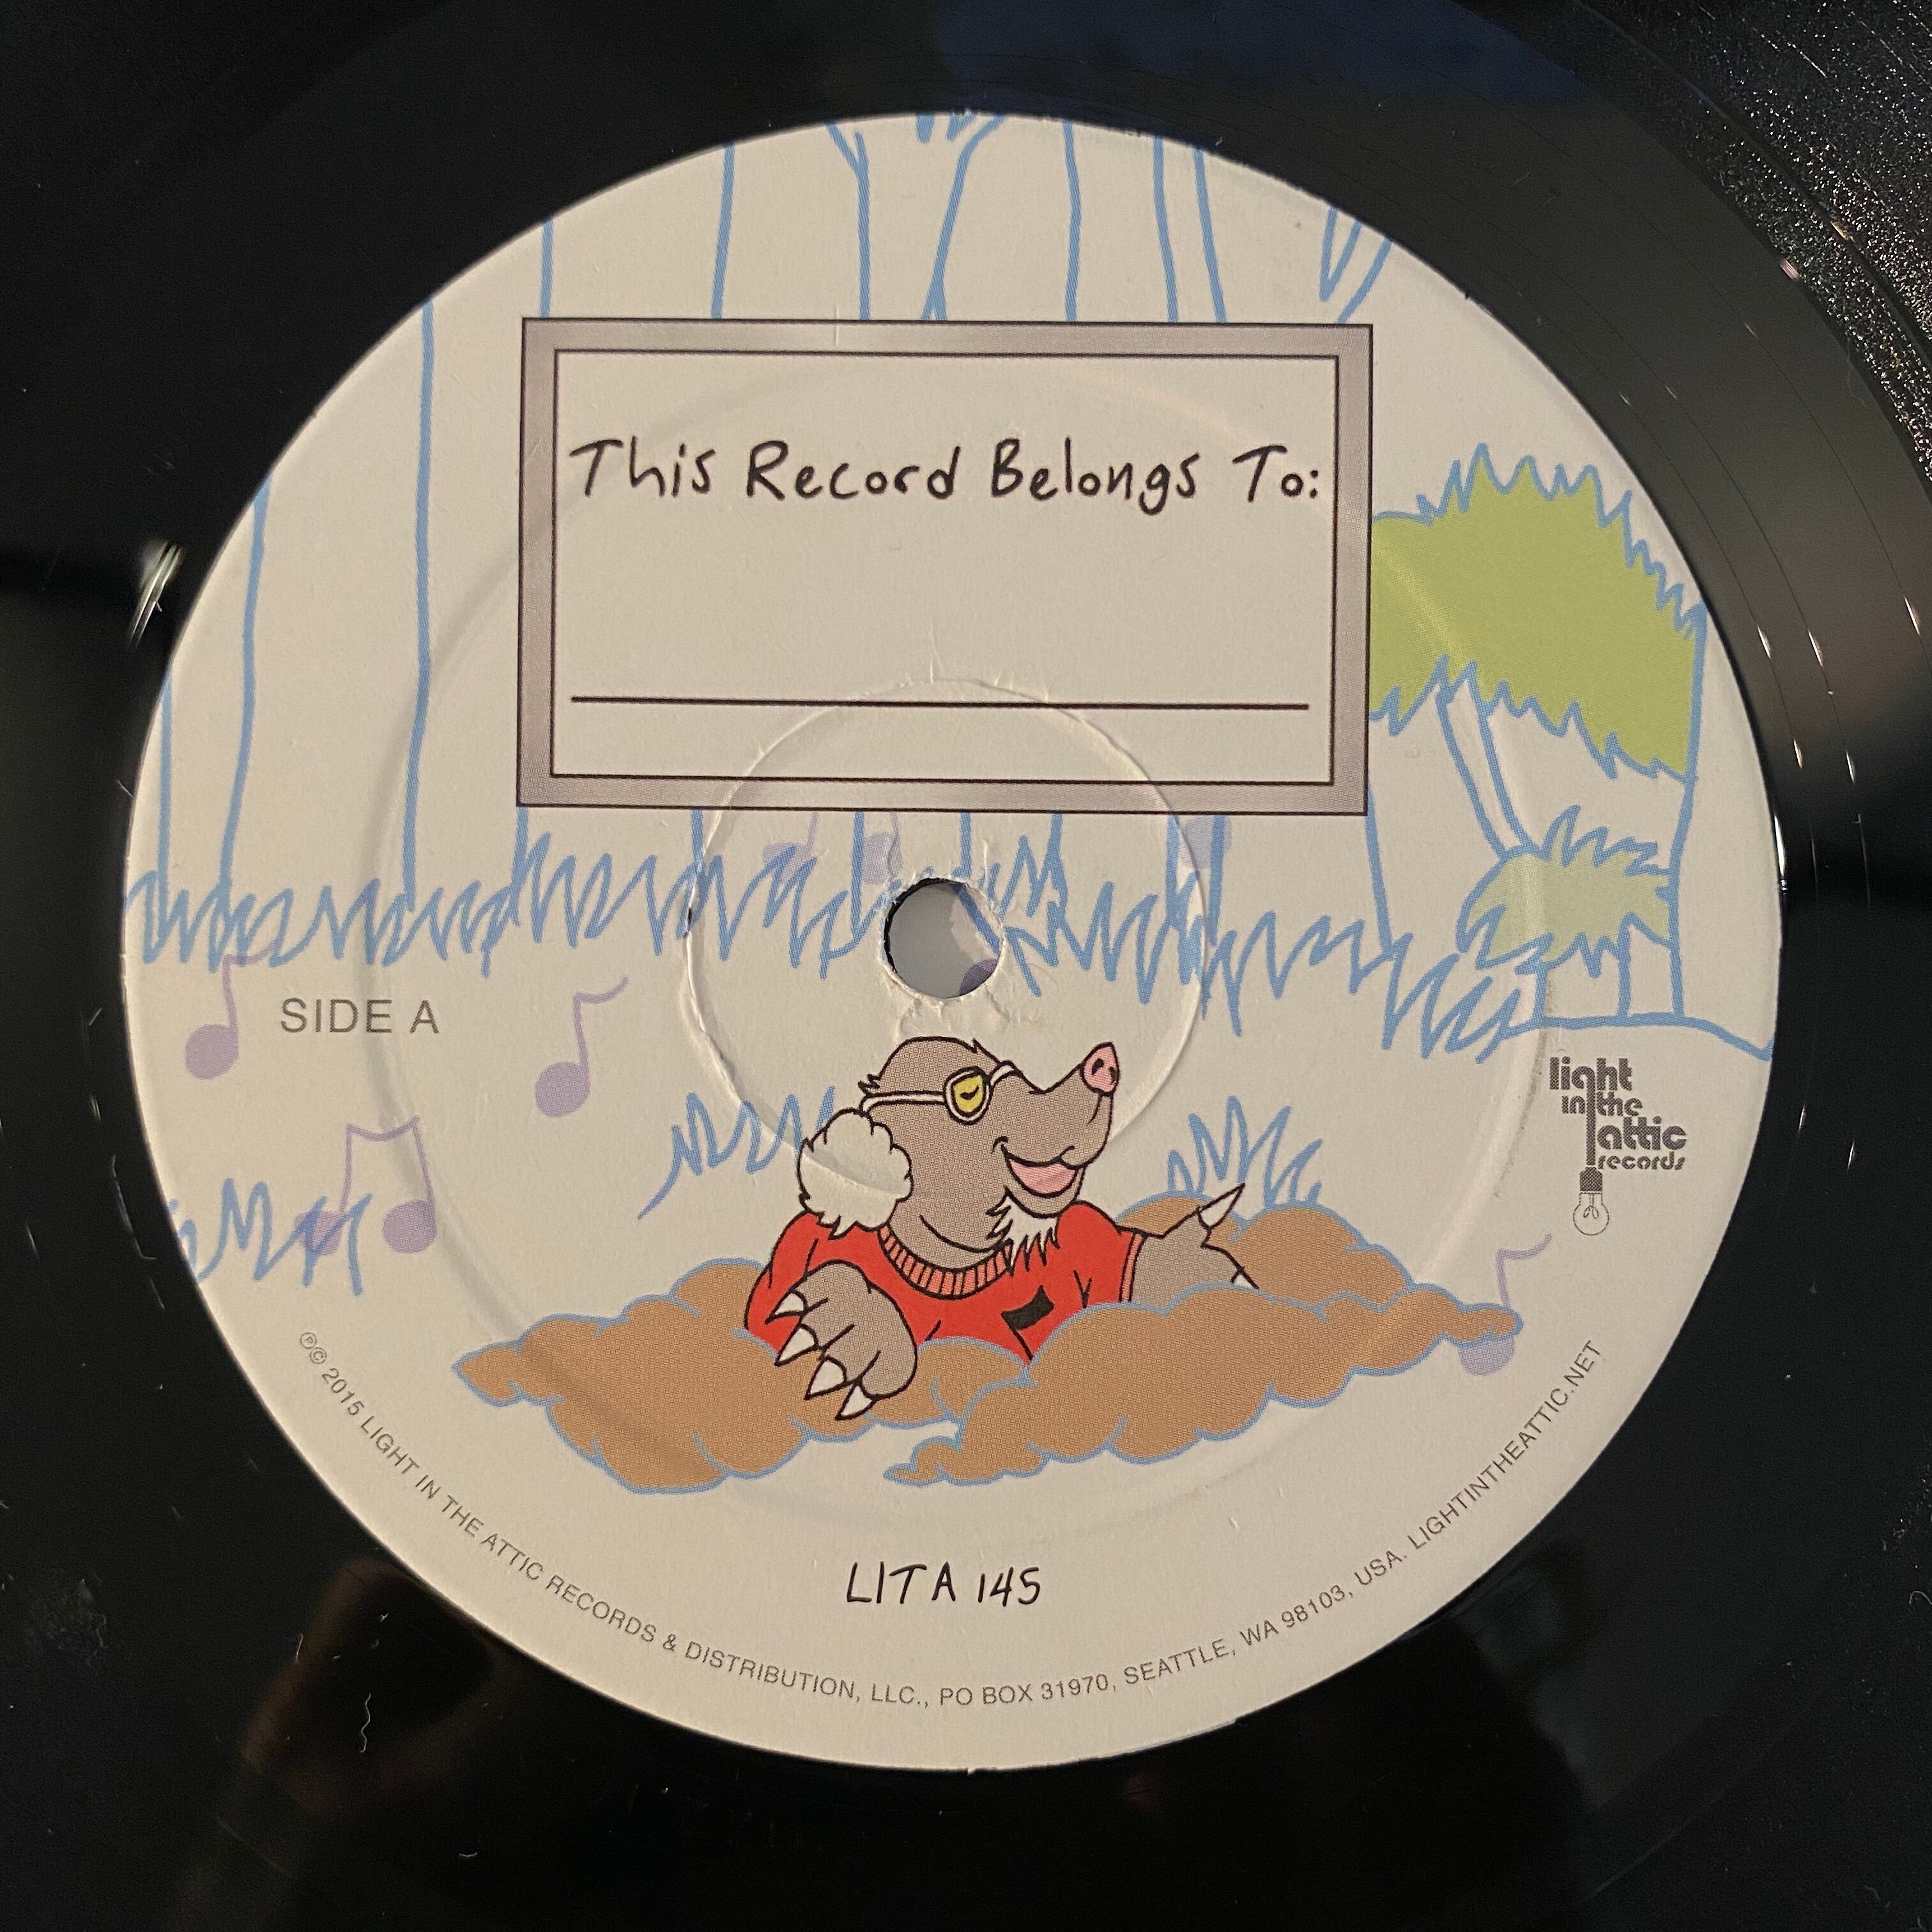 This Record Belongs To:
SIDE A
light
in the
attic
records
LITA 145
℗© 2015 LIGHT IN THE ATTIC RECORDS & DISTRIBUTION, LLC., PO BOX 31970, SEATTLE, WA 98103, USA. LIGHTINTHEATTIC.NET